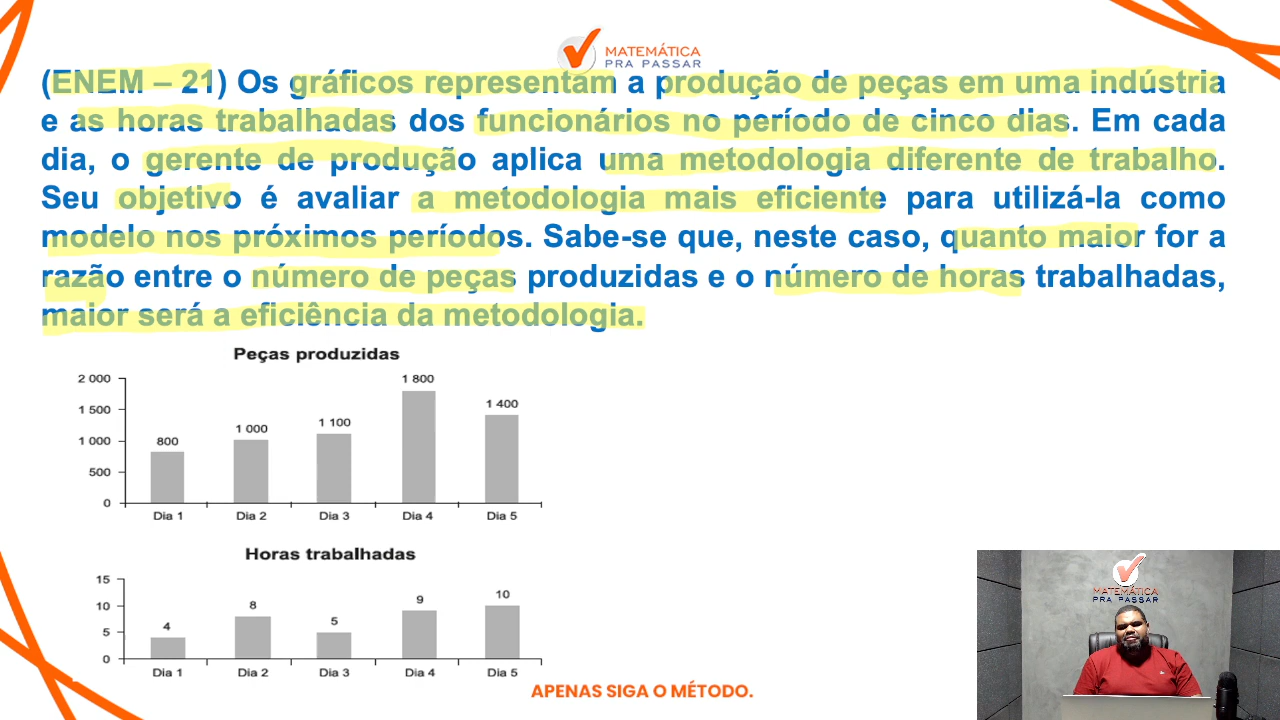 MATEMÁTICA
PRA PASSAR
(ENEM – 21) Os gráficos representam a produção de peças em uma indústria
e as horas trabalhadas dos funcionários no período de cinco dias. Em cada
dia, o gerente de produção aplica uma metodologia diferente de trabalho.
Seu objetivo é avaliar a metodologia mais eficiente para utilizá-la como
modelo nos próximos períodos. Sabe-se que, neste caso, quanto maior for a
razão entre o número de peças produzidas e o número de horas trabalhadas,
maior será a eficiência da metodologia.
Peças produzidas
2 000
1 500
1 000
500
0
800
1 000
1 100
1 800
1 400
Dia 1 Dia 2 Dia 3 Dia 4 Dia 5
Horas trabalhadas
15
10
5
0
4
8
5
9
10
Dia 1 Dia 2 Dia 3 Dia 4 Dia 5
APENAS SIGA O MÉTODO.
MATEMÁTICA
PRA PASSAR